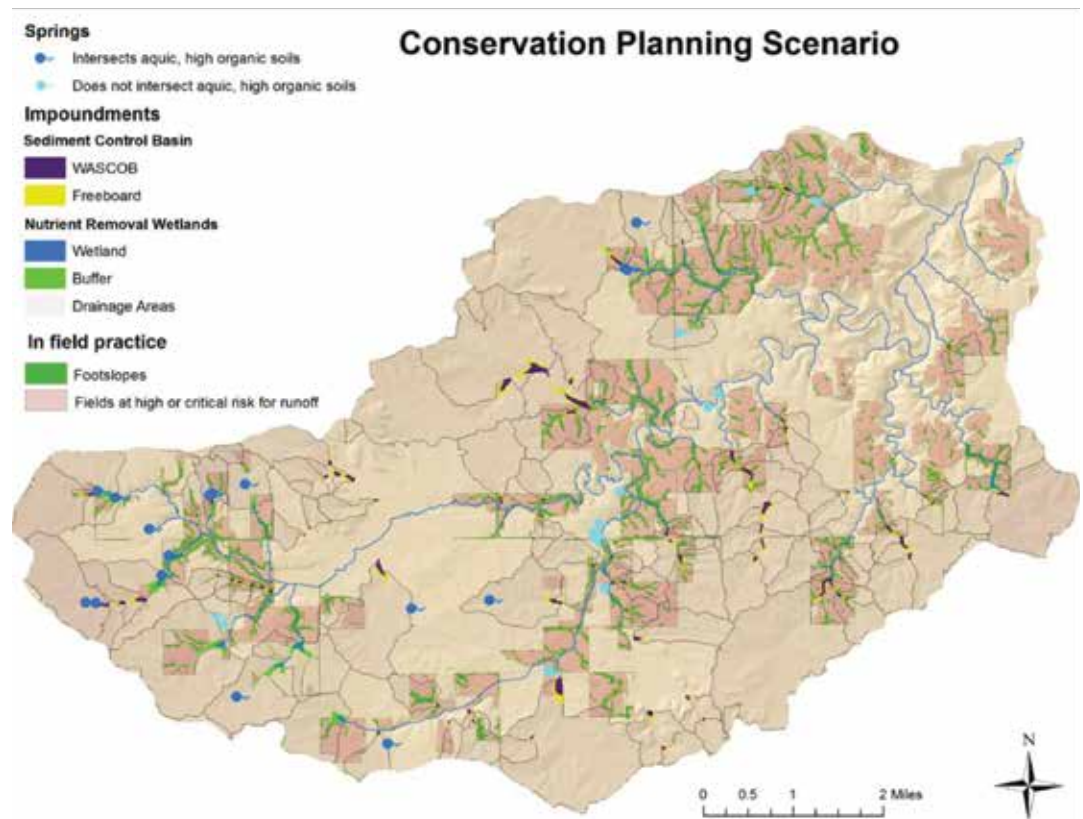 Conservation Planning Scenario
Springs
Intersects aquic, high organic soils
Does not intersect aquic, high organic soils
Impoundments
Sediment Control Basin
WASCOB
Freeboard
Nutrient Removal Wetlands
Wetland
Buffer
Drainage Areas
In field practice
Footslopes
Fields at high or critical risk for runoff
N
0 0.5 1 2 Miles